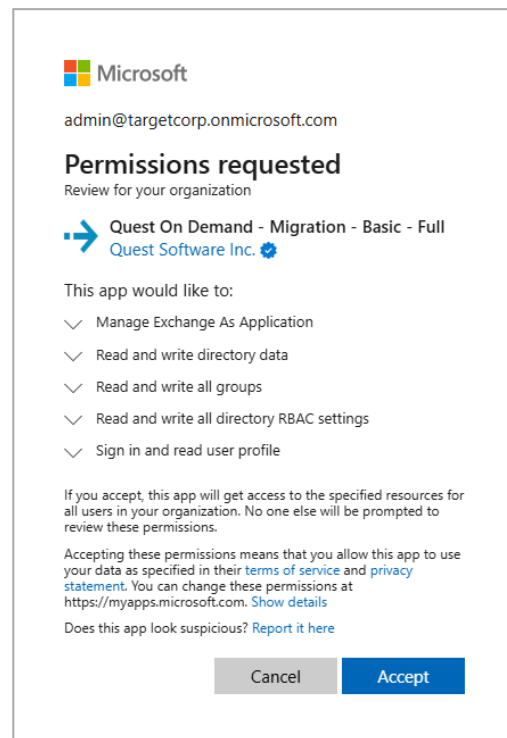 Microsoft
admin@targetcorp.onmicrosoft.com
Permissions requested
Review for your organization
Quest On Demand - Migration - Basic - Full
Quest Software Inc.
This app would like to:
Manage Exchange As Application
Read and write directory data
Read and write all groups
Read and write all directory RBAC settings
Sign in and read user profile
If you accept, this app will get access to the specified resources for
all users in your organization. No one else will be prompted to
review these permissions.
Accepting these permissions means that you allow this app to use
your data as specified in their terms of service and privacy
statement. You can change these permissions at
https://myapps.microsoft.com. Show details
Does this app look suspicious? Report it here
Cancel Accept